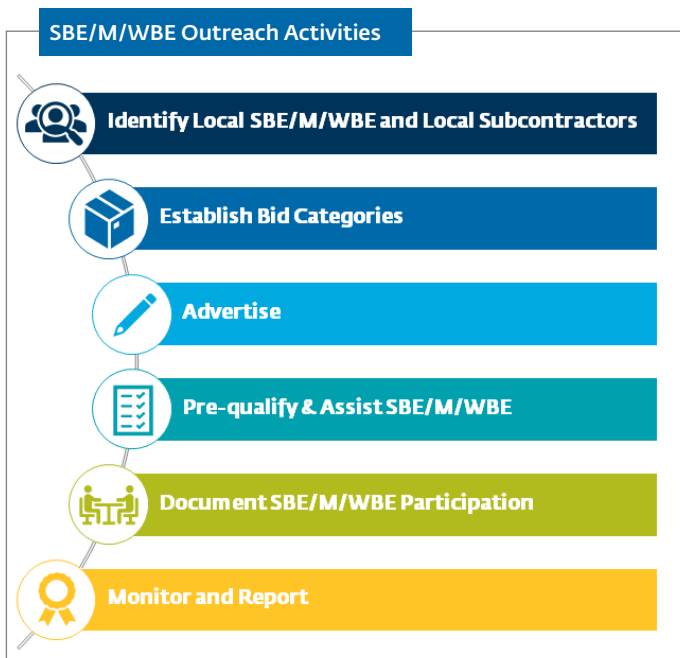 SBE/M/WBE Outreach Activities
Identify Local SBE/M/WBE and Local Subcontractors
Establish Bid Categories
Advertise
Pre-qualify & Assist SBE/M/WBE
Document SBE/M/WBE Participation
Monitor and Report